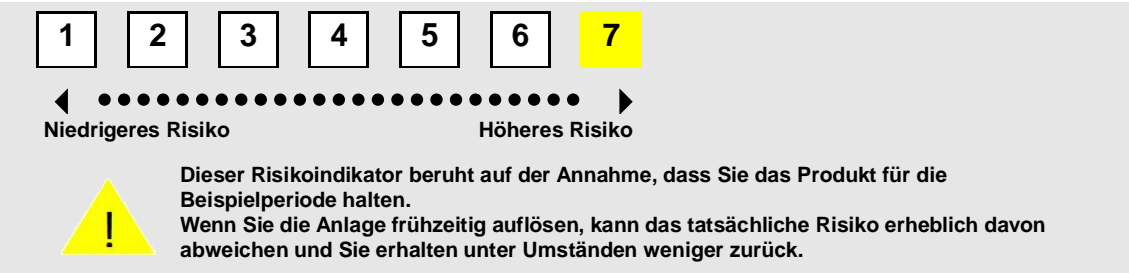 1 2 3 4 5 6 7
Niedrigeres Risiko Höheres Risiko
Dieser Risikoindikator beruht auf der Annahme, dass Sie das Produkt für die
Beispielperiode halten.
Wenn Sie die Anlage frühzeitig auflösen, kann das tatsächliche Risiko erheblich davon
abweichen und Sie erhalten unter Umständen weniger zurück.
!